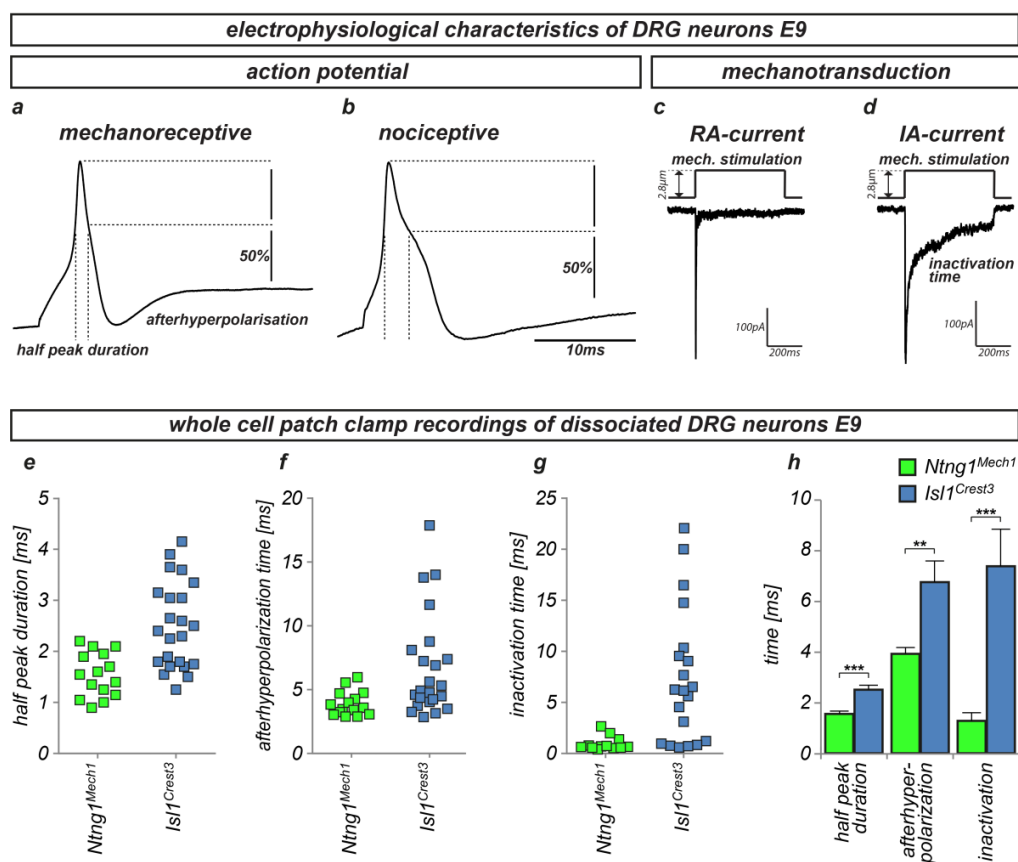 electrophysiological characteristics of DRG neurons E9
action potential
mechanotransduction
a
mechanoreceptive
50%
afterhyperpolarisation
half peak duration
b
nociceptive
50%
10ms
c
RA-current
mech. stimulation
2.8µm
100pA
200ms
d
IA-current
mech. stimulation
2.8µm
inactivation
time
100pA
200ms
whole cell patch clamp recordings of dissociated DRG neurons E9
e
half peak duration [ms]
5
4
3
2
1
0
Ntng1Mech1
Isl1Crest3
f
afterhyperpolarization time [ms]
20
15
10
5
0
Ntng1Mech1
Isl1Crest3
g
inactivation time [ms]
25
20
15
10
5
0
Ntng1Mech1
Isl1Crest3
h
Ntng1Mech1
Isl1Crest3
time [ms]
10
8
6
4
2
0
***
**
***
half peak
duration
afterhyper-
polarization
inactivation